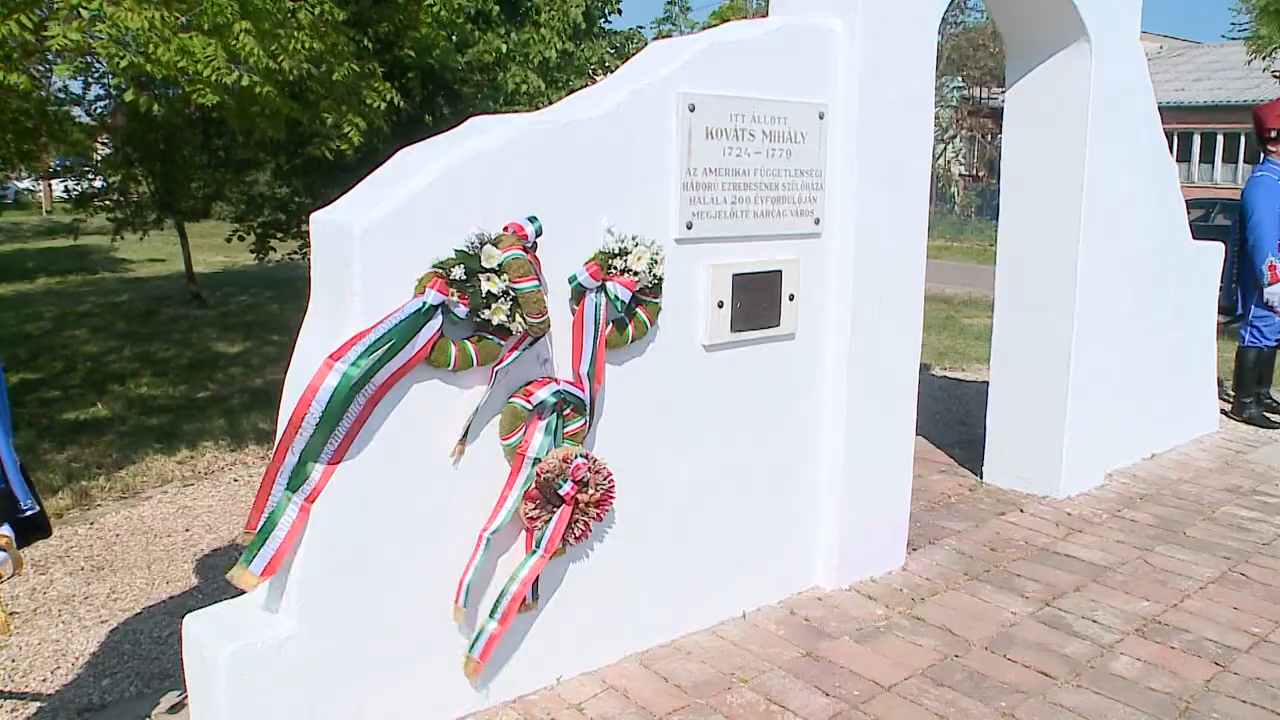 ITT ÁLLOTT
KOVÁTS MIHÁLY
1724–1779
AZ AMERIKAI FÜGGETLENSÉGI
HÁBORÚ EZREDESÉNEK SZÜLŐHÁZA
HALÁLA 200 ÉVFORDULÓJÁN
MEGJELÖLTE KARCAG VÁROS